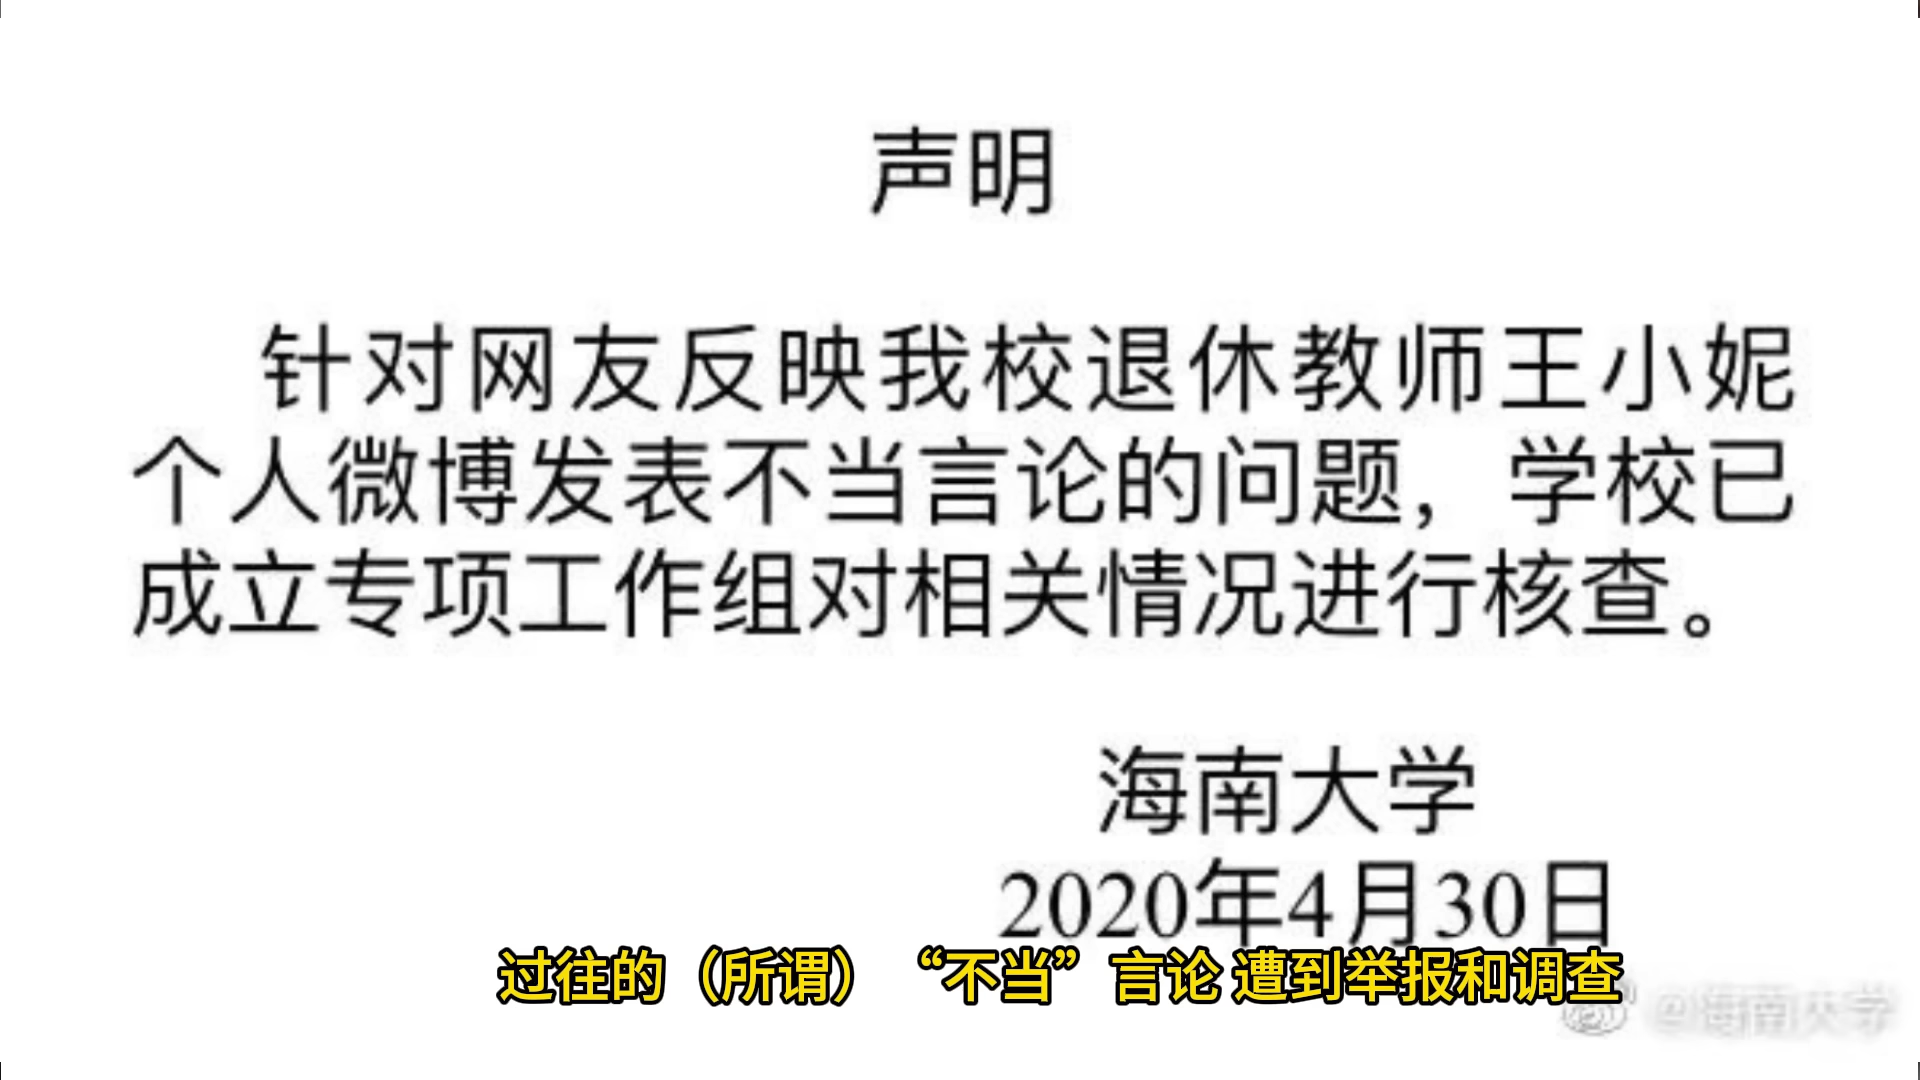 声明
针对网友反映我校退休教师王小妮
个人微博发表不当言论的问题，学校已
成立专项工作组对相关情况进行核查。
海南大学
2020年4月30日
过往的（所谓）“不当”言论 遭到举报和调查
@海南大学